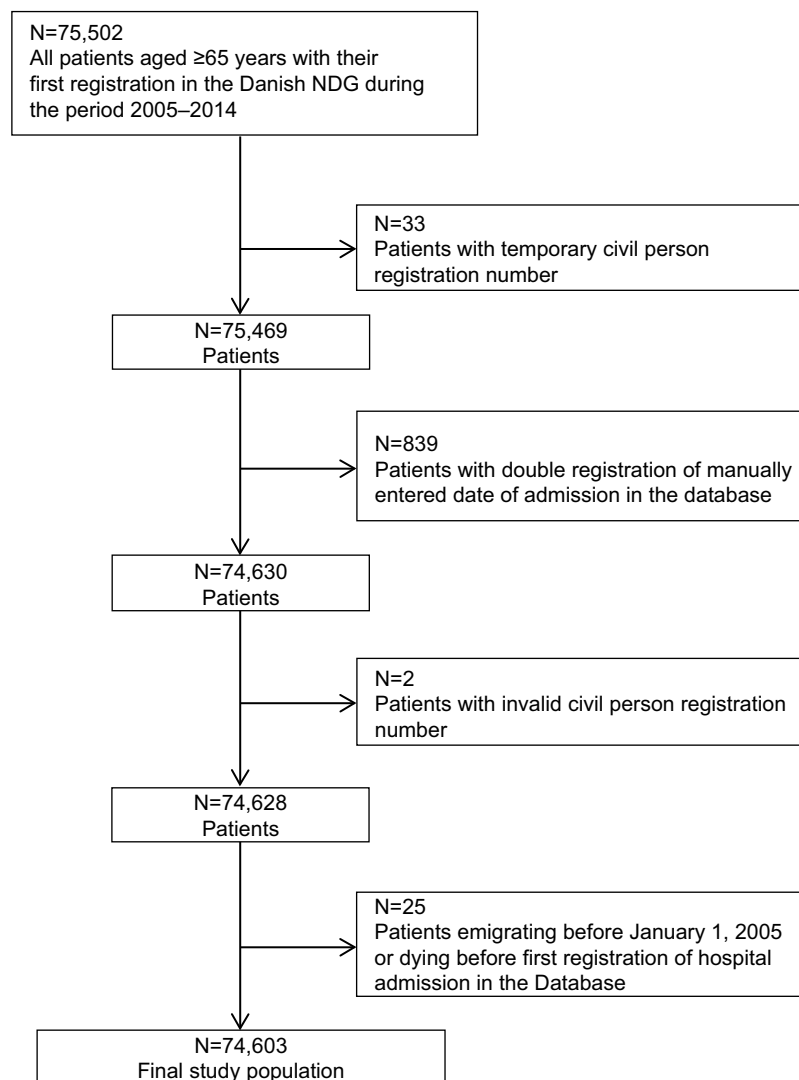 N=75,502
All patients aged ≥65 years with their
first registration in the Danish NDG during
the period 2005–2014
N=33
Patients with temporary civil person
registration number
N=75,469
Patients
N=839
Patients with double registration of manually
entered date of admission in the database
N=74,630
Patients
N=2
Patients with invalid civil person registration
number
N=74,628
Patients
N=25
Patients emigrating before January 1, 2005
or dying before first registration of hospital
admission in the Database
N=74,603
Final study population